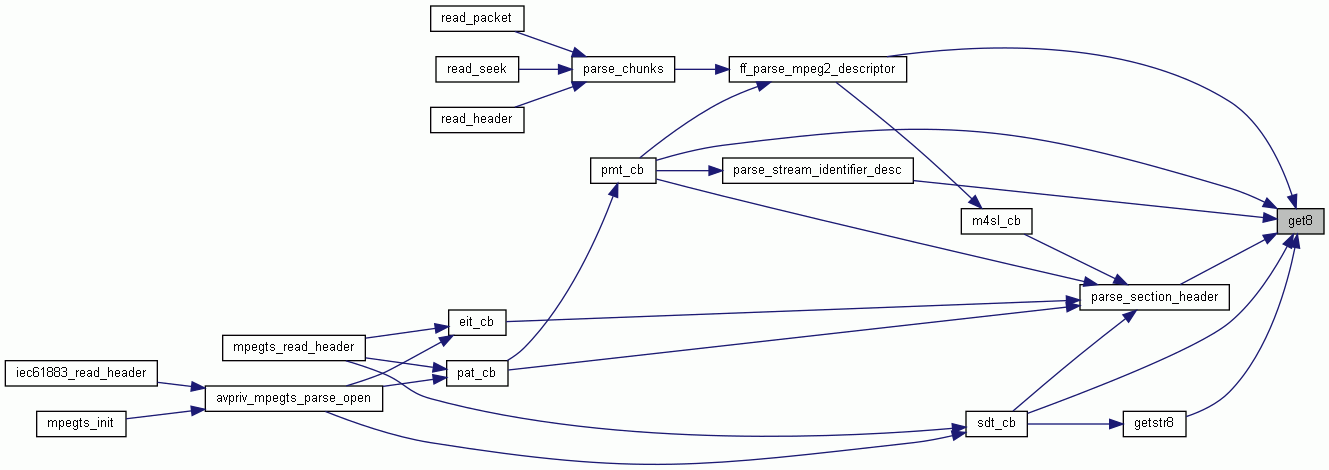 read_packet
read_seek
parse_chunks
ff_parse_mpeg2_descriptor
read_header
pmt_cb
parse_stream_identifier_desc
m4sl_cb
get8
parse_section_header
eit_cb
mpegts_read_header
iec61883_read_header
pat_cb
avpriv_mpegts_parse_open
mpegts_init
sdt_cb
getstr8